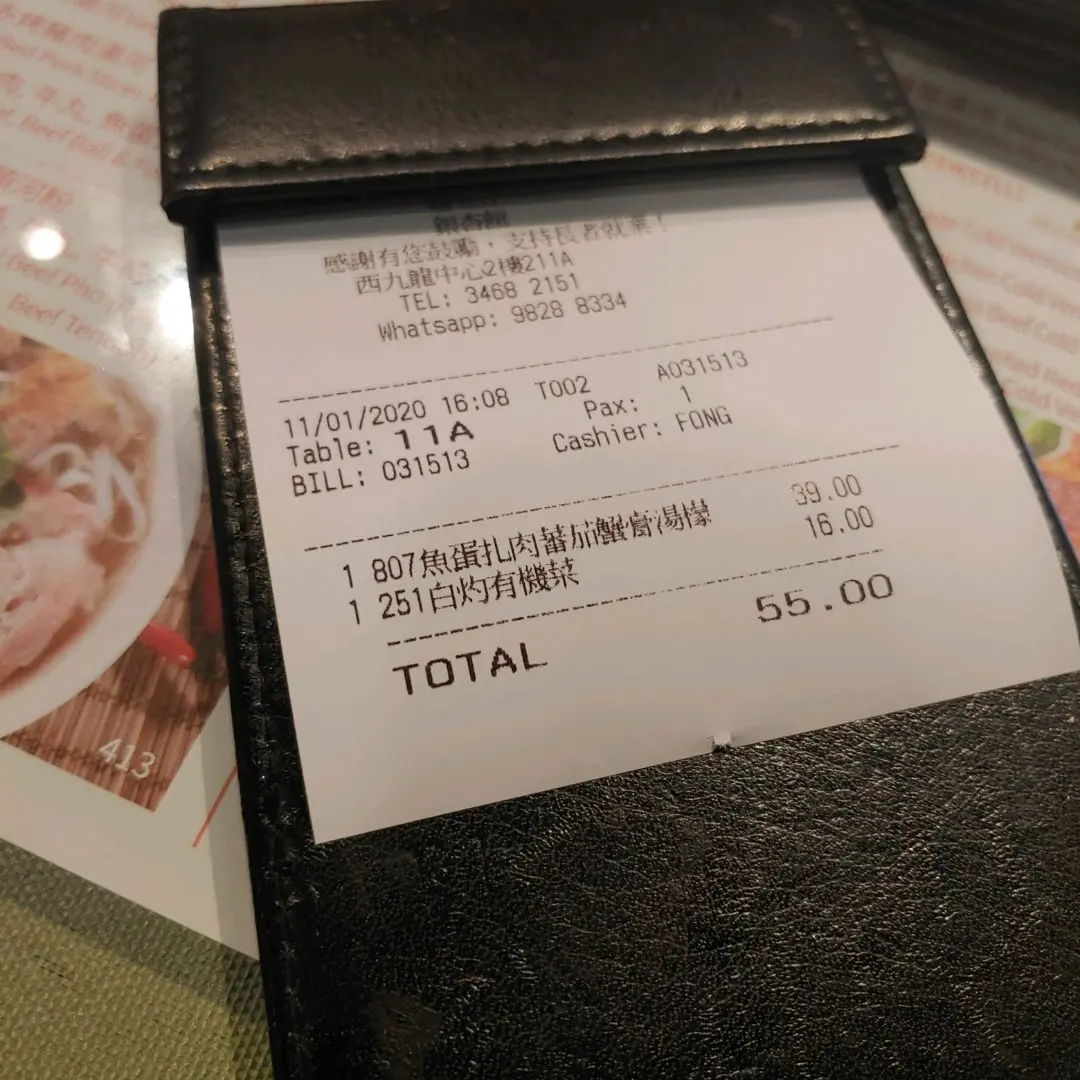 銀杏館
感謝有您鼓勵，支持長者就業！
西九龍中心2樓211A
TEL: 3468 2151
Whatsapp: 9828 8334
11/01/2020 16:08 T002 A031513
Table: 11A Pax: 1
BILL: 031513 Cashier: FONG
1 807魚蛋扎肉蕃茄蟹膏湯檬 39.00
1 251白灼有機菜 16.00
TOTAL 55.00
413